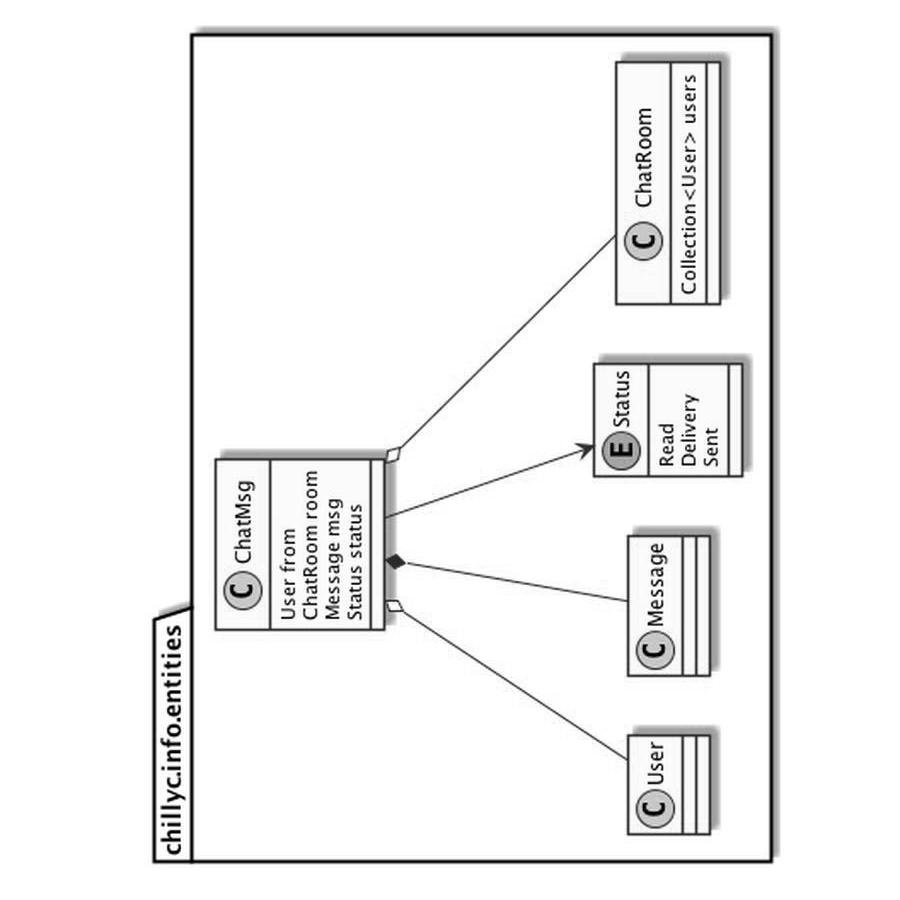 chillyc.info.entities
C ChatMsg
User from
ChatRoom room
Message msg
Status status
C User
C Message
E Status
Read
Delivery
Sent
C ChatRoom
Collection<User> users